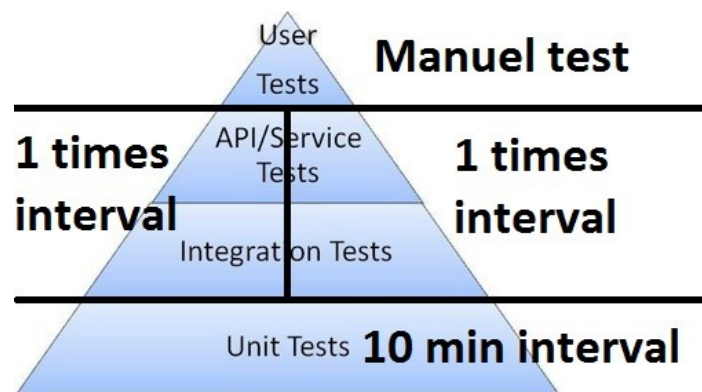 User
Tests
Manuel test
API/Service
Tests
1 times
interval
1 times
interval
Integration Tests
Unit Tests
10 min interval